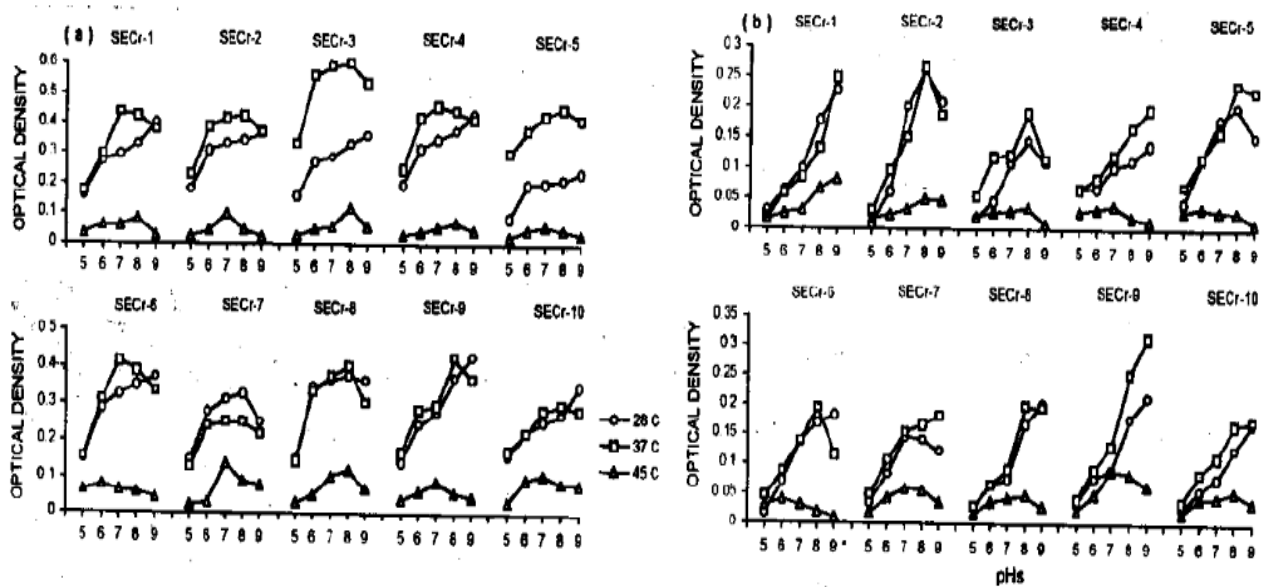 (a) SECr-1 SECr-2 SECr-3 SECr-4 SECr-5
OPTICAL DENSITY
0.6
0.5
0.4
0.3
0.2
0.1
0
5 6 7 8 9 5 6 7 8 9 5 6 7 8 9 5 6 7 8 9 5 6 7 8 9
SECr-6 SECr-7 SECr-8 SECr-9 SECr-10
OPTICAL DENSITY
0.5
0.4
0.3
0.2
0.1
0
5 6 7 8 9 5 6 7 8 9 5 6 7 8 9 5 6 7 8 9 5 6 7 8 9
28 C
37 C
45 C
(b) SECr-1 SECr-2 SECr-3 SECr-4 SECr-5
OPTICAL DENSITY
0.3
0.25
0.2
0.15
0.1
0.05
0
5 6 7 8 9 5 6 7 8 9 5 6 7 8 9 5 6 7 8 9 5 6 7 8 9
SECr-6 SECr-7 SECr-8 SECr-9 SECr-10
OPTICAL DENSITY
0.35
0.3
0.25
0.2
0.15
0.1
0.05
0
5 6 7 8 9 5 6 7 8 9 5 6 7 8 9 5 6 7 8 9 5 6 7 8 9
pHs